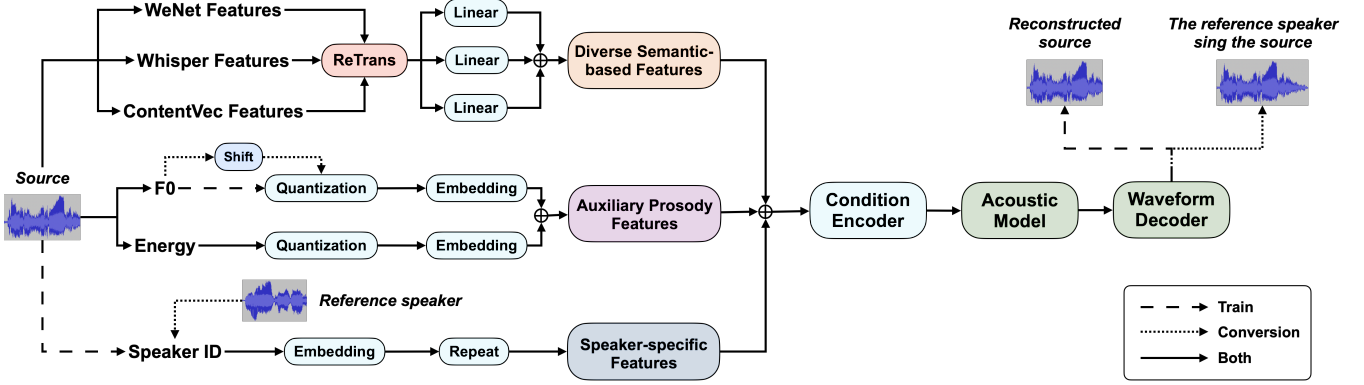 WeNet Features
Whisper Features
ContentVec Features
ReTrans
Linear
Linear
Linear
Diverse Semantic-
based Features
Reconstructed
source
The reference speaker
sing the source
Source
Shift
F0
Quantization
Embedding
Energy
Quantization
Embedding
Auxiliary Prosody
Features
Condition
Encoder
Acoustic
Model
Waveform
Decoder
Reference speaker
Speaker ID
Embedding
Repeat
Speaker-specific
Features
Train
Conversion
Both